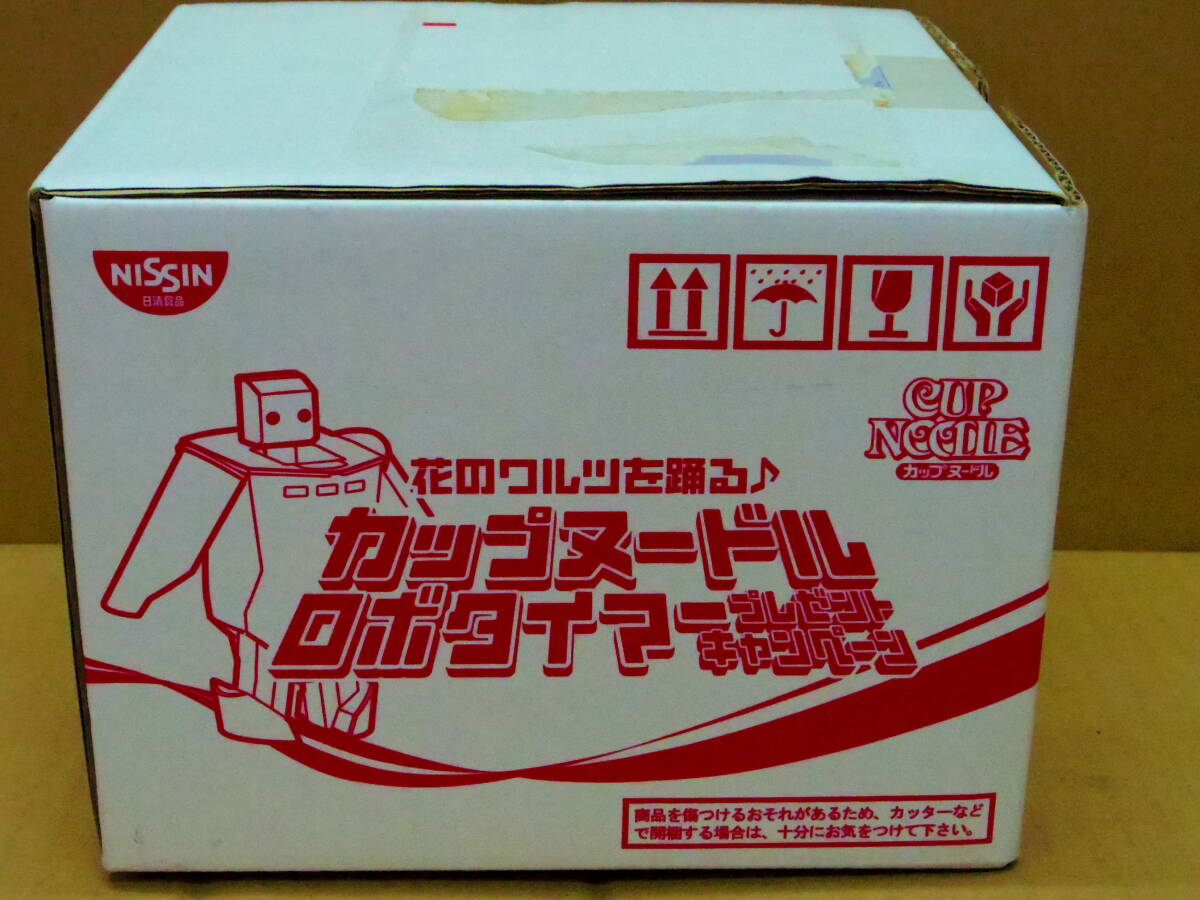 NISSIN
日清食品
CUP
NOODLE
カップヌードル
花のワルツを踊る♪
カップヌードル
ロボタイマー
プレゼント
キャンペーン
商品を傷つけるおそれがあるため、カッターなど
で開梱する場合は、十分にお気をつけて下さい。